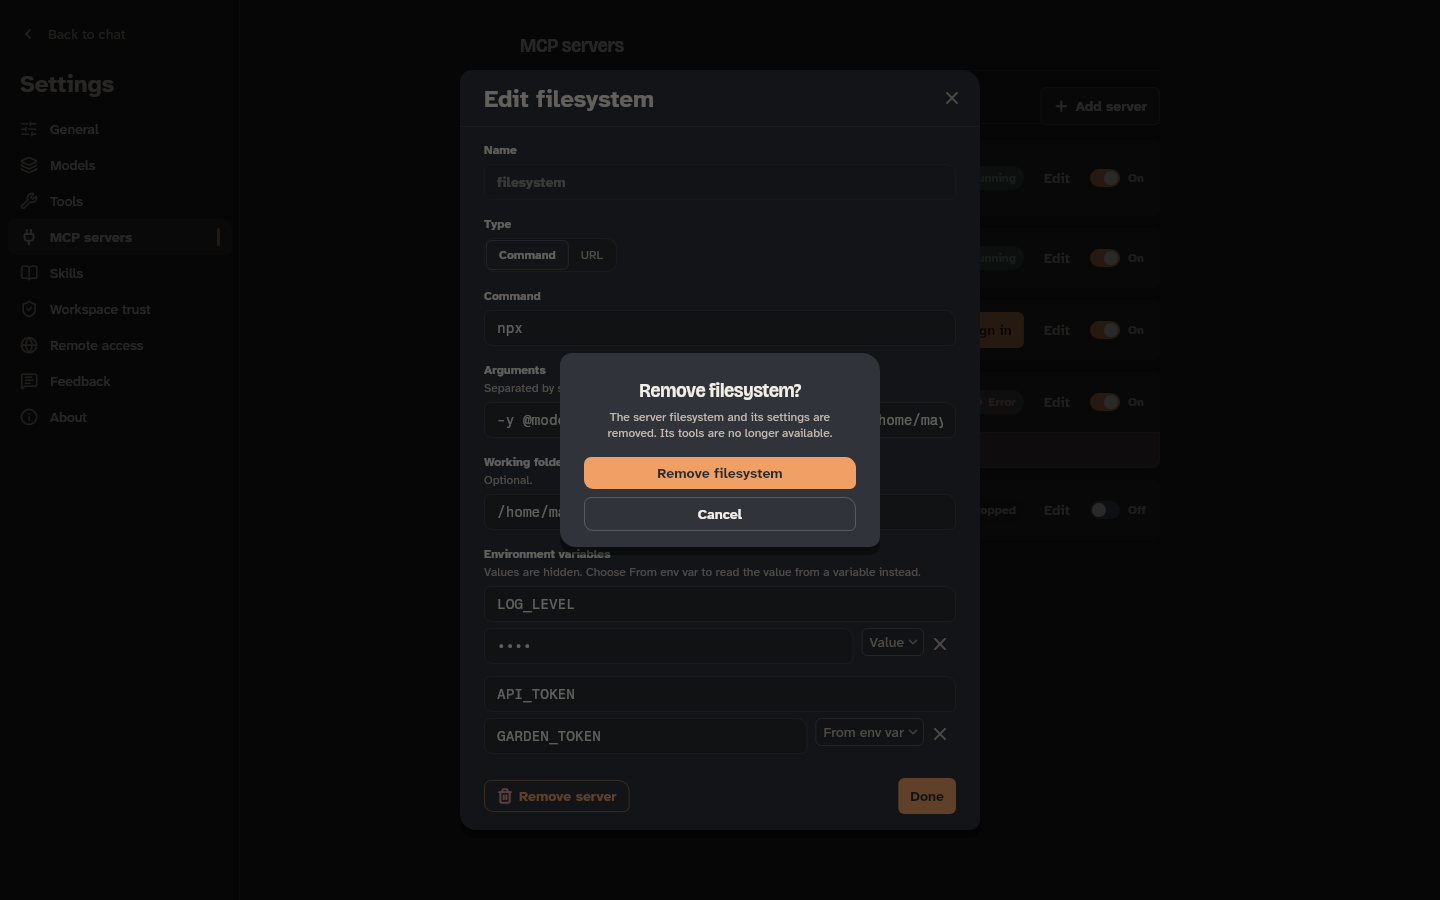 Back to chat
Settings
General
Models
Tools
MCP servers
Skills
Workspace trust
Remote access
Feedback
About
MCP servers
Add server
Edit On
Edit On
Edit On
Error Edit On
Edit Off
Edit filesystem
Name
filesystem
Type
Command URL
Command
npx
Arguments
Separated by
-y
Working
Optional.
Environment variables
Values are hidden. Choose From env var to read the value from a variable instead.
LOG_LEVEL
•••• Value
API_TOKEN
GARDEN_TOKEN From env var
Remove server Done
Remove filesystem?
The server filesystem and its settings are
removed. Its tools are no longer available.
Remove filesystem
Cancel